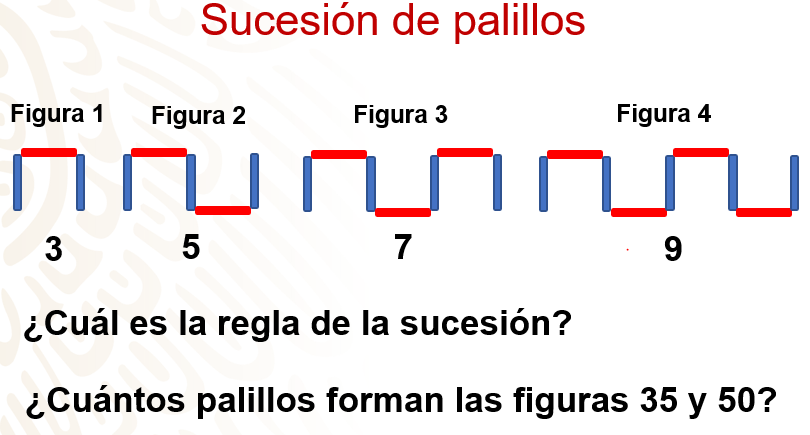 Sucesión de palillos
Figura 1 Figura 2 Figura 3 Figura 4
3 5 7 9
¿Cuál es la regla de la sucesión?
¿Cuántos palillos forman las figuras 35 y 50?